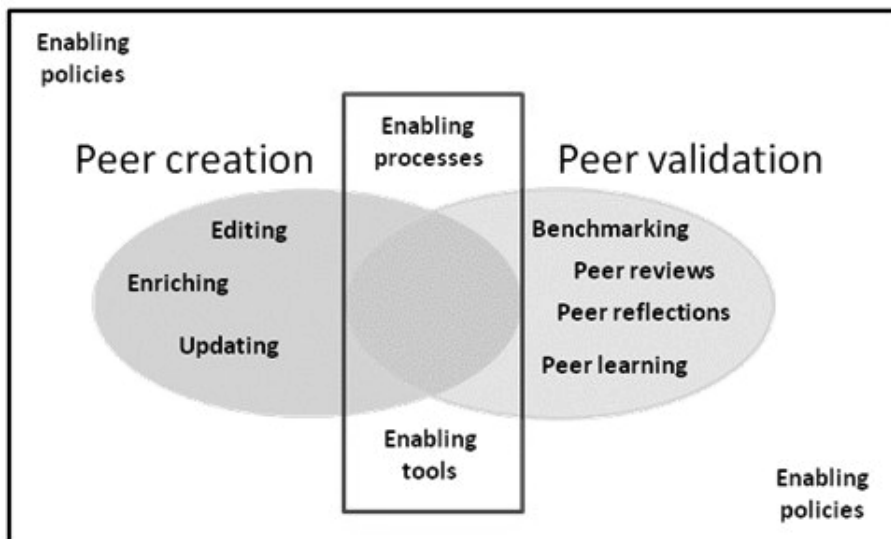 Enabling
policies
Enabling
processes
Peer creation
Peer validation
Editing
Enriching
Updating
Benchmarking
Peer reviews
Peer reflections
Peer learning
Enabling
tools
Enabling
policies